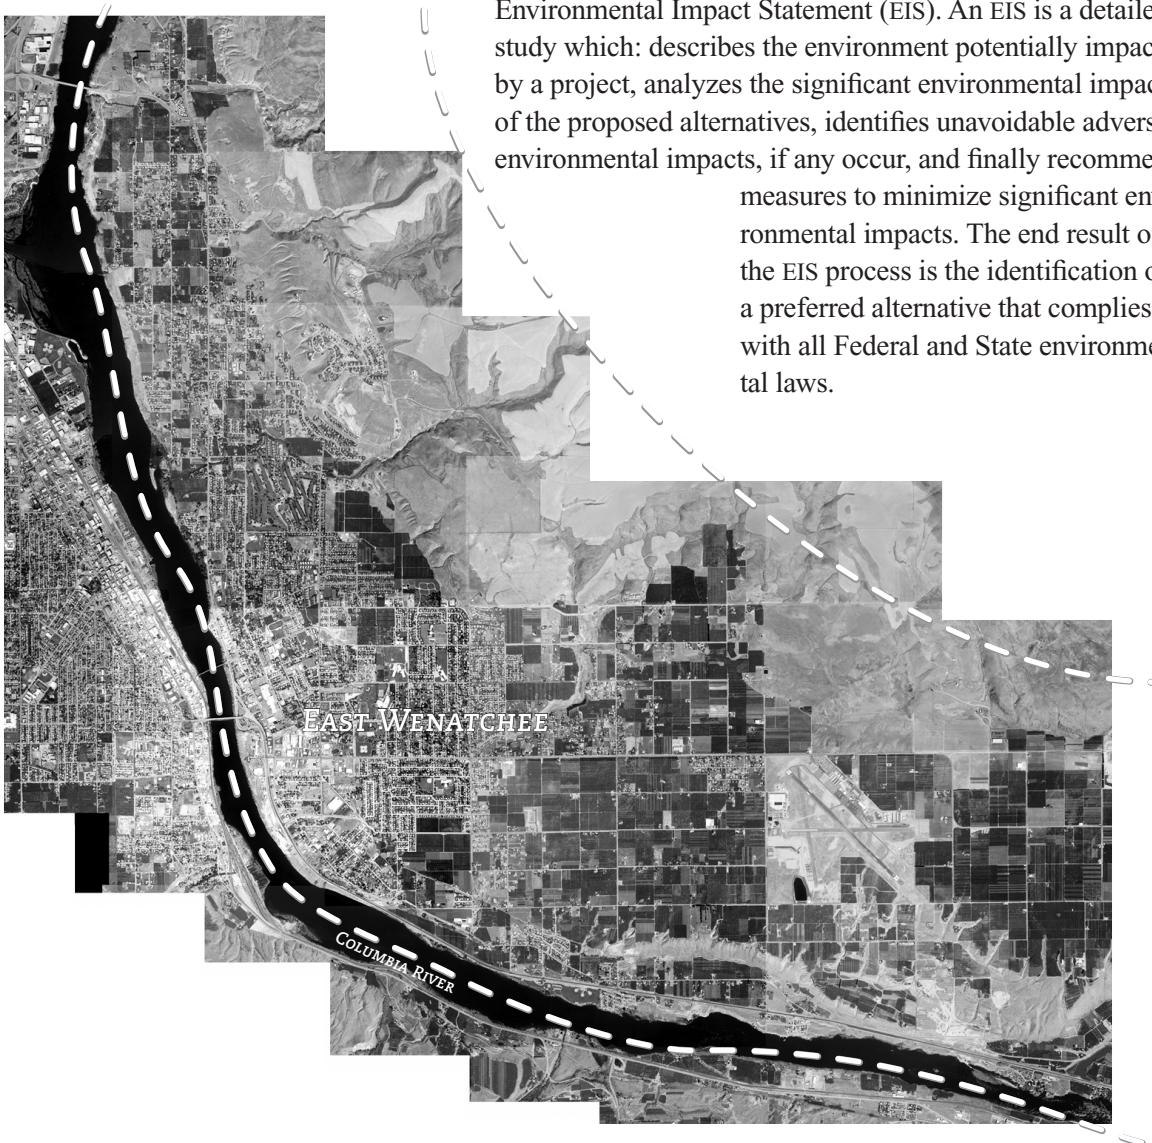 Environmental Impact Statement (EIS). An EIS is a detaile
study which: describes the environment potentially impac
by a project, analyzes the significant environmental impac
of the proposed alternatives, identifies unavoidable advers
environmental impacts, if any occur, and finally recomme
measures to minimize significant en
ronmental impacts. The end result o
the EIS process is the identification o
a preferred alternative that complies
with all Federal and State environme
tal laws.
EAST WENATCHEE
COLUMBIA RIVER